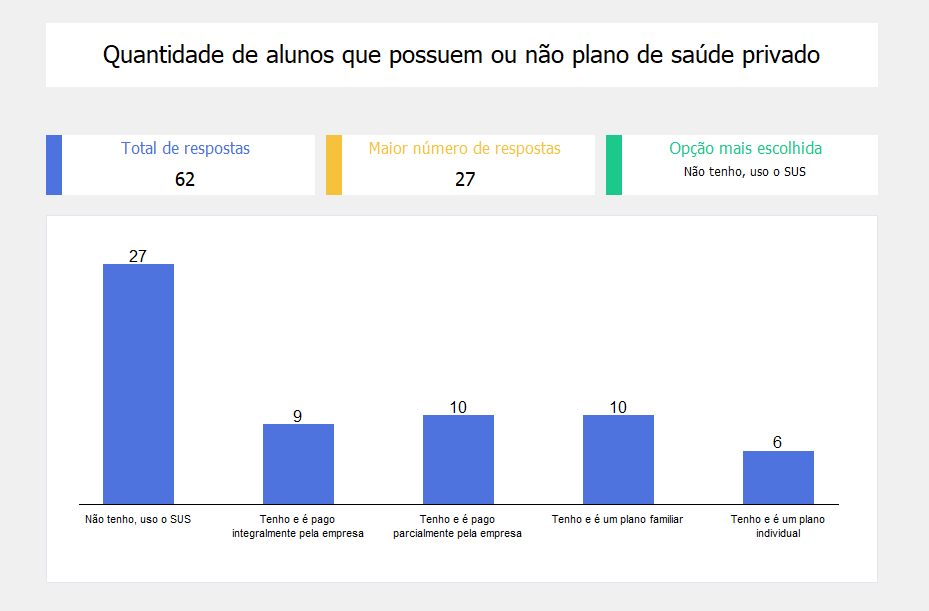 Quantidade de alunos que possuem ou não plano de saúde privado
Total de respostas
62
Maior número de respostas
27
Opção mais escolhida
Não tenho, uso o SUS
27
9
10
10
6
Não tenho, uso o SUS
Tenho e é pago
integralmente pela empresa
Tenho e é pago
parcialmente pela empresa
Tenho e é um plano familiar
Tenho e é um plano
individual